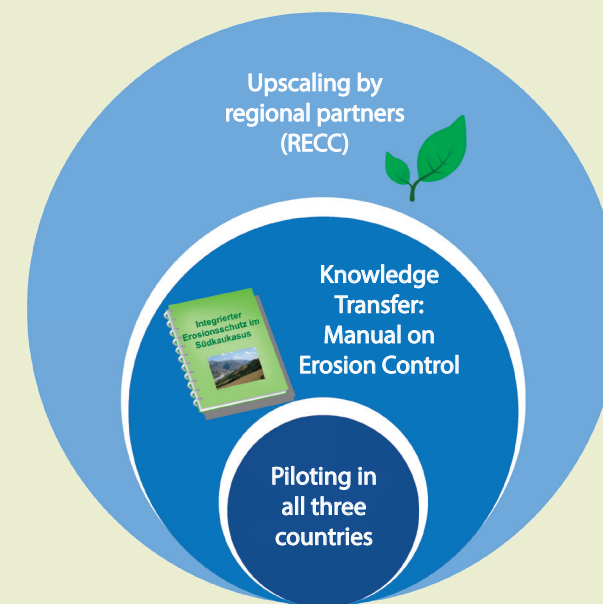 Upscaling by
regional partners
(RECC)
Knowledge
Transfer:
Manual on
Erosion Control
Integrierter
Erosionsschutz im
Südkaukasus
Piloting in
all three
countries